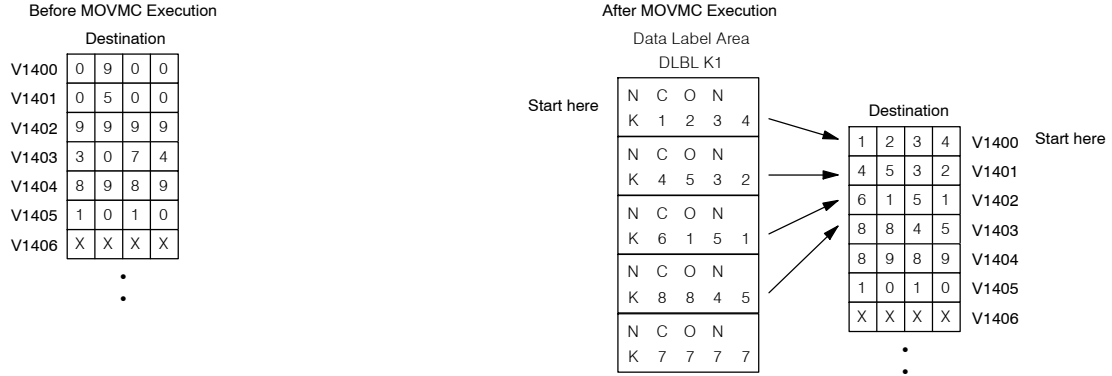 Before MOVMC Execution
Destination
V1400 0 9 0 0
V1401 0 5 0 0
V1402 9 9 9 9
V1403 3 0 7 4
V1404 8 9 8 9
V1405 1 0 1 0
V1406 X X X X
After MOVMC Execution
Data Label Area
DLBL K1
Start here
N C O N
K 1 2 3 4
N C O N
K 4 5 3 2
N C O N
K 6 1 5 1
N C O N
K 8 8 4 5
N C O N
K 7 7 7 7
Destination
1 2 3 4 V1400 Start here
4 5 3 2 V1401
6 1 5 1 V1402
8 8 4 5 V1403
8 9 8 9 V1404
1 0 1 0 V1405
X X X X V1406